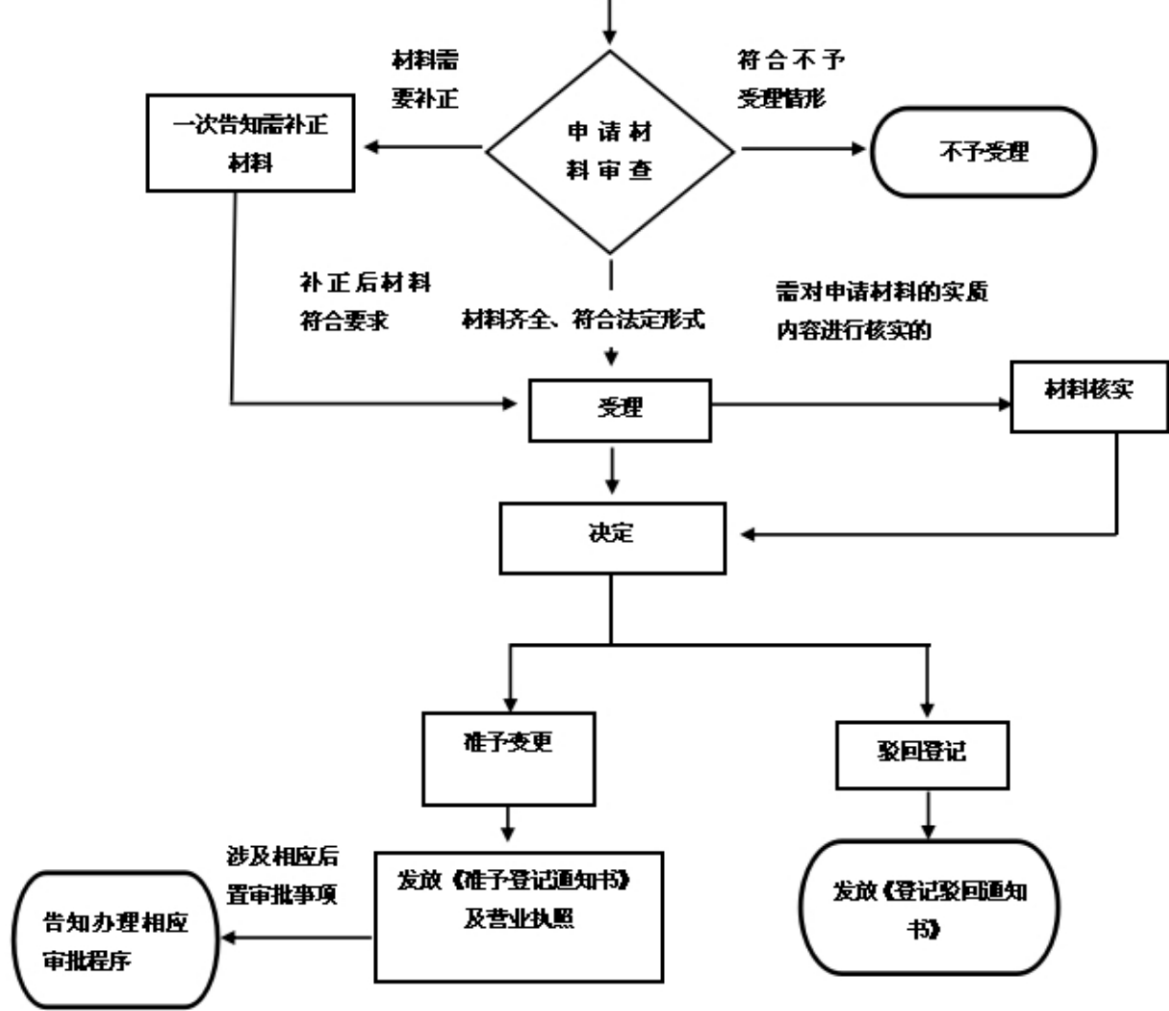 材料需
要补正
符合不予
受理情形
一次告知需补正
材料
申请材
料审查
不予受理
补正后材料
符合要求
材料齐全、符合法定形式
需对申请材料的实质
内容进行核实的
受理
材料核实
决定
准予变更
驳回登记
涉及相应后
置审批事项
发放《准予登记通知书》
及营业执照
发放《登记驳回通知
书》
告知办理相应
审批程序